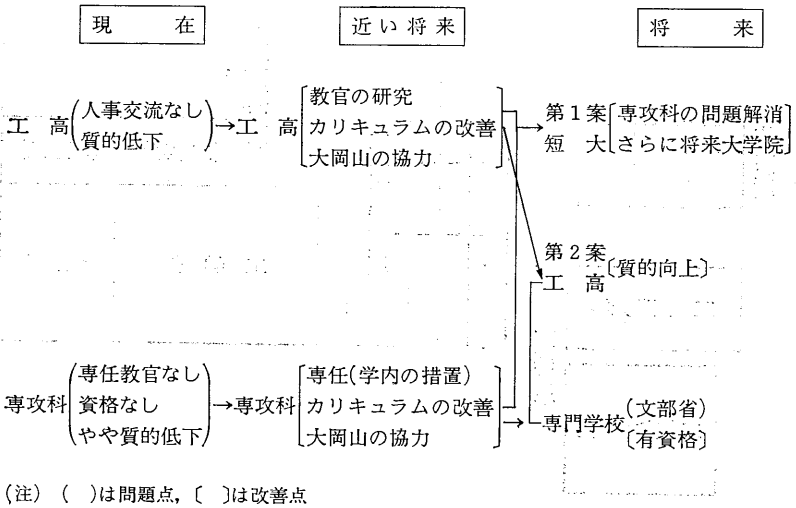 現在 近い将来 将来
工高(人事交流なし
質的低下)→工高〔教官の研究
カリキュラムの改善
大岡山の協力〕
第1案
短大〔専攻科の問題解消
さらに将来大学院〕
第2案
工高〔質的向上〕
専攻科(専任教官なし
資格なし
やや質的低下)→専攻科〔専任(学内の措置)
カリキュラムの改善
大岡山の協力〕→
専門学校(文部省)
〔有資格〕
(注) ( )は問題点,〔 〕は改善点